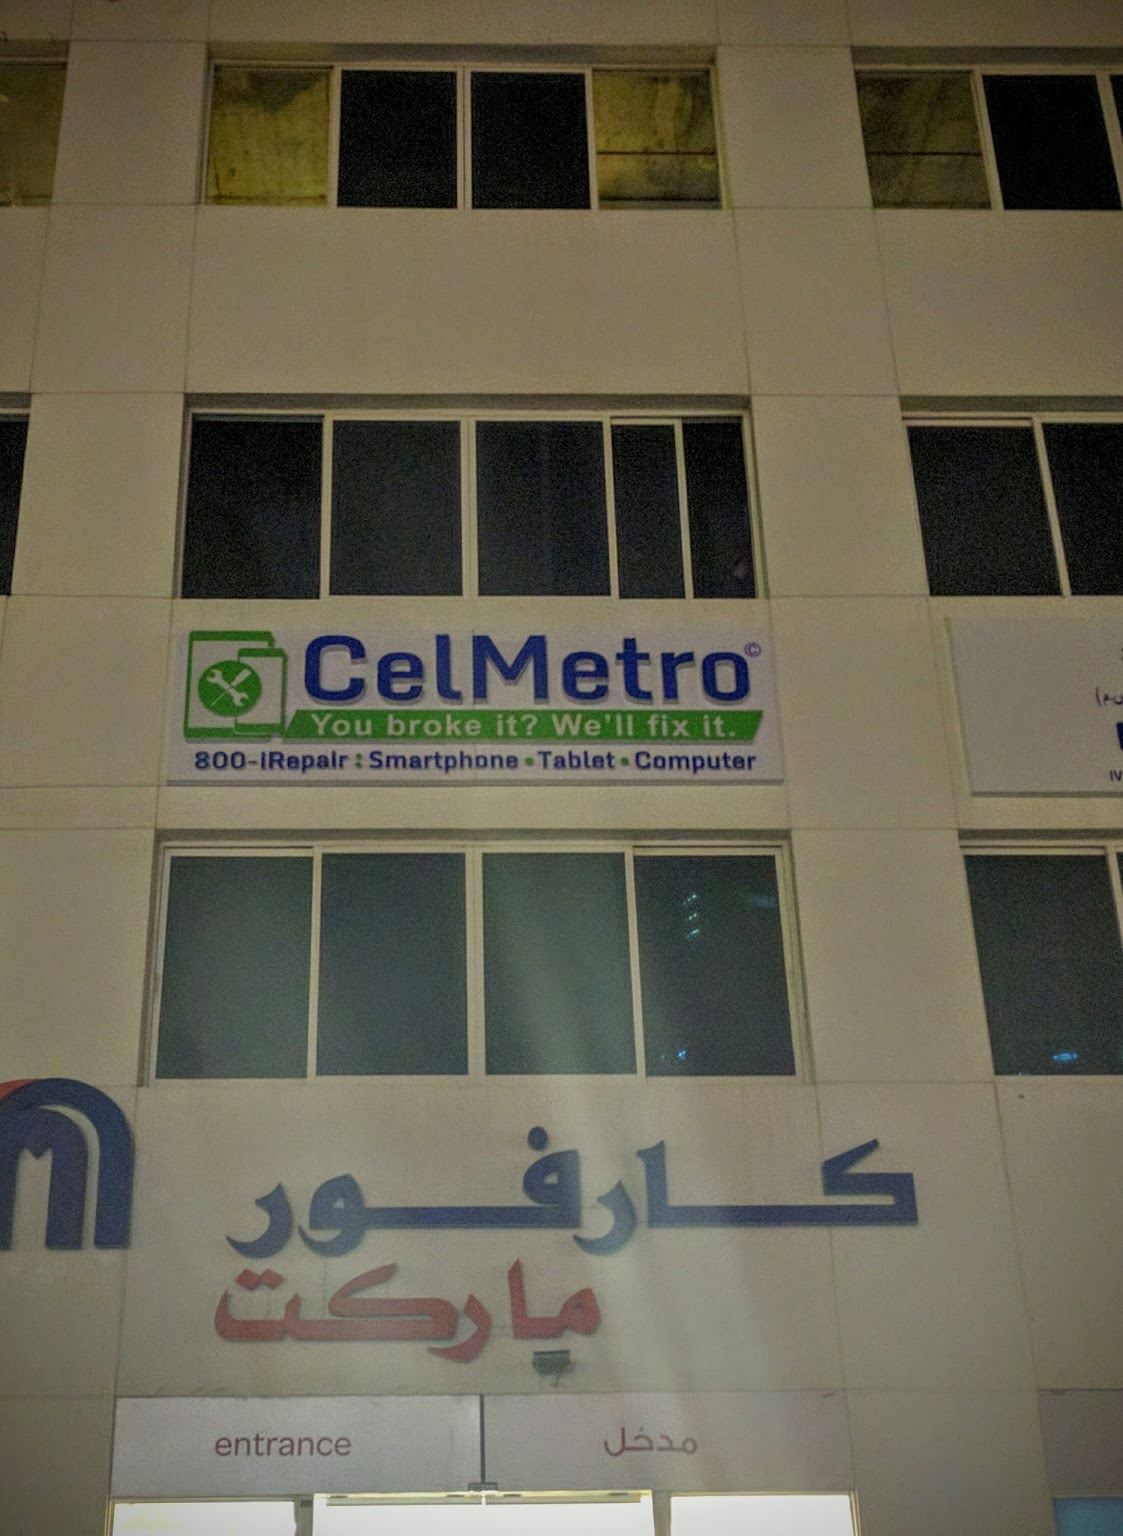 CelMetro©
You broke it? We'll fix it.
800-iRepair : Smartphone • Tablet • Computer
كارفور
ماركت
entrance مدخل